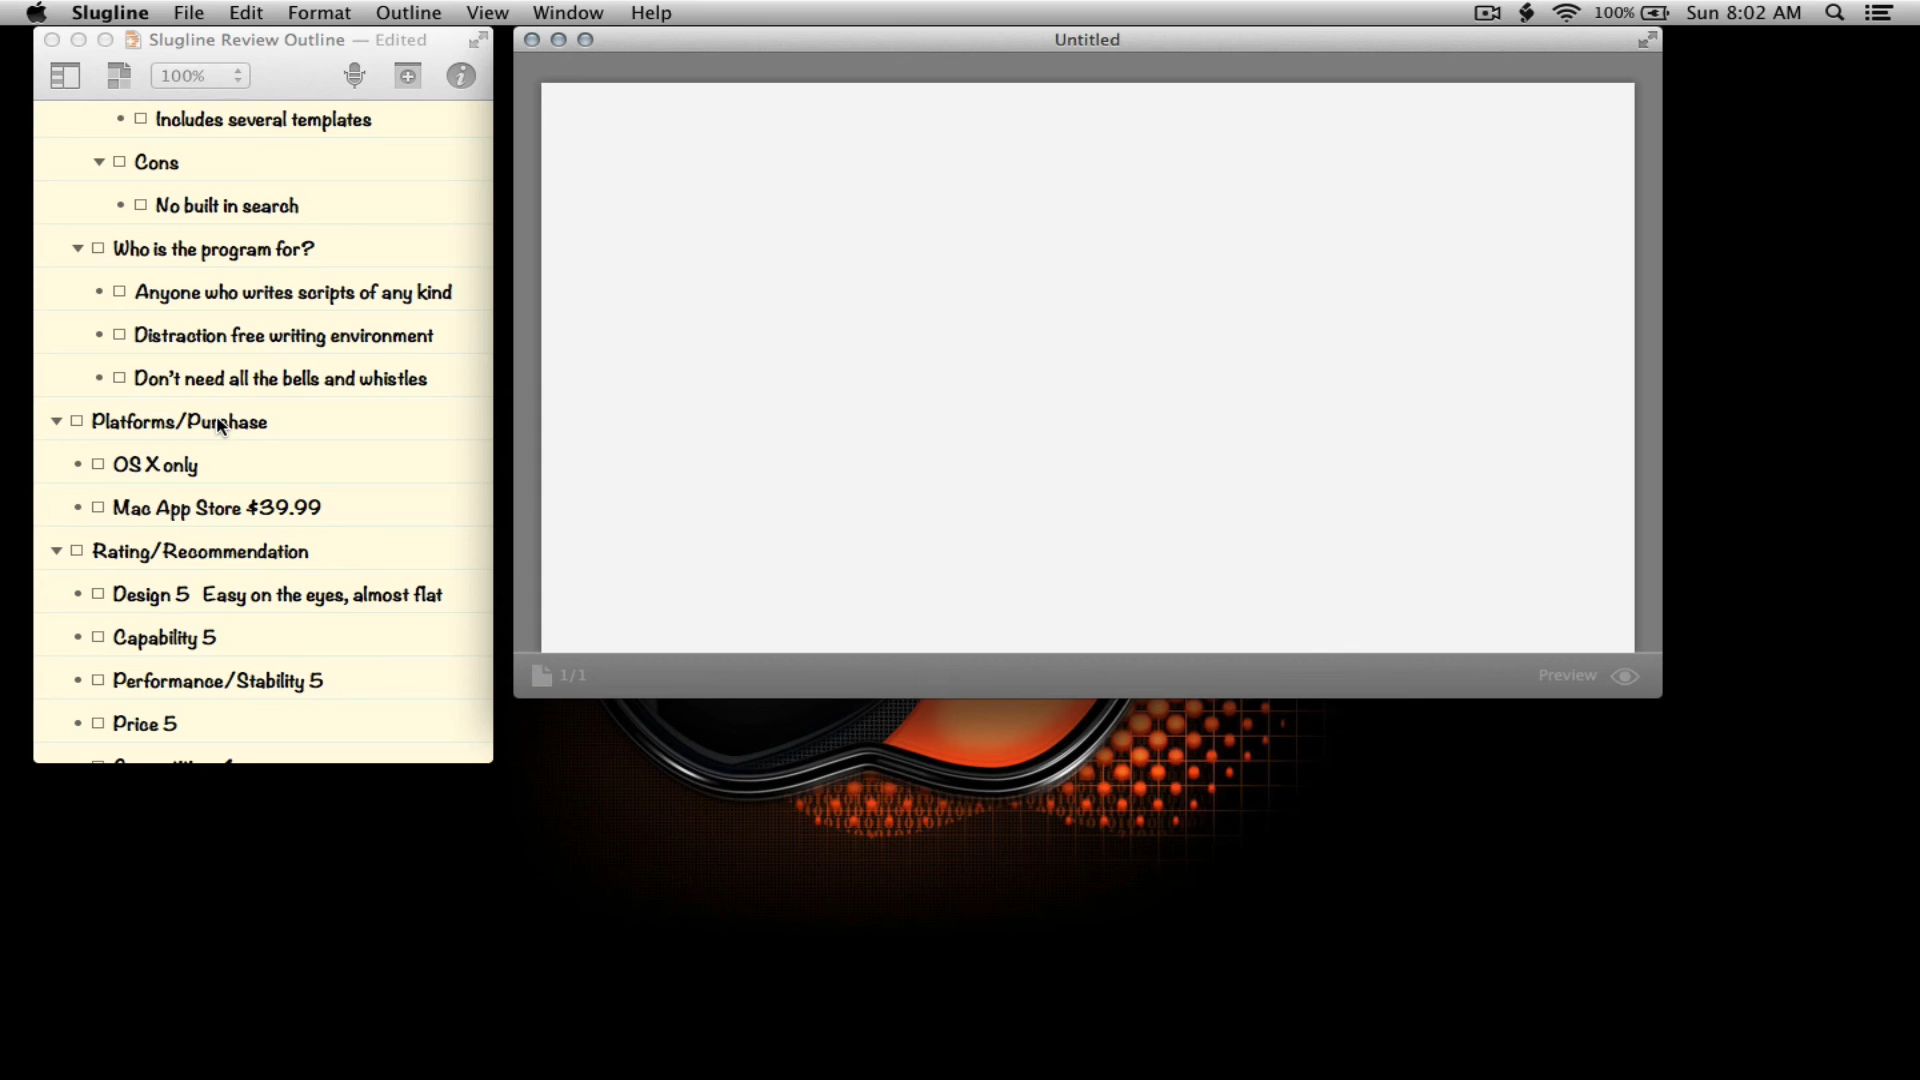 Slugline File Edit Format Outline View Window Help 100% Sun 8:02 AM
Slugline Review Outline — Edited
100%
Includes several templates
Cons
No built in search
Who is the program for?
Anyone who writes scripts of any kind
Distraction free writing environment
Don't need all the bells and whistles
Platforms/Purchase
OS X only
Mac App Store $39.99
Rating/Recommendation
Design 5 Easy on the eyes, almost flat
Capability 5
Performance/Stability 5
Price 5
Untitled
1/1
Preview